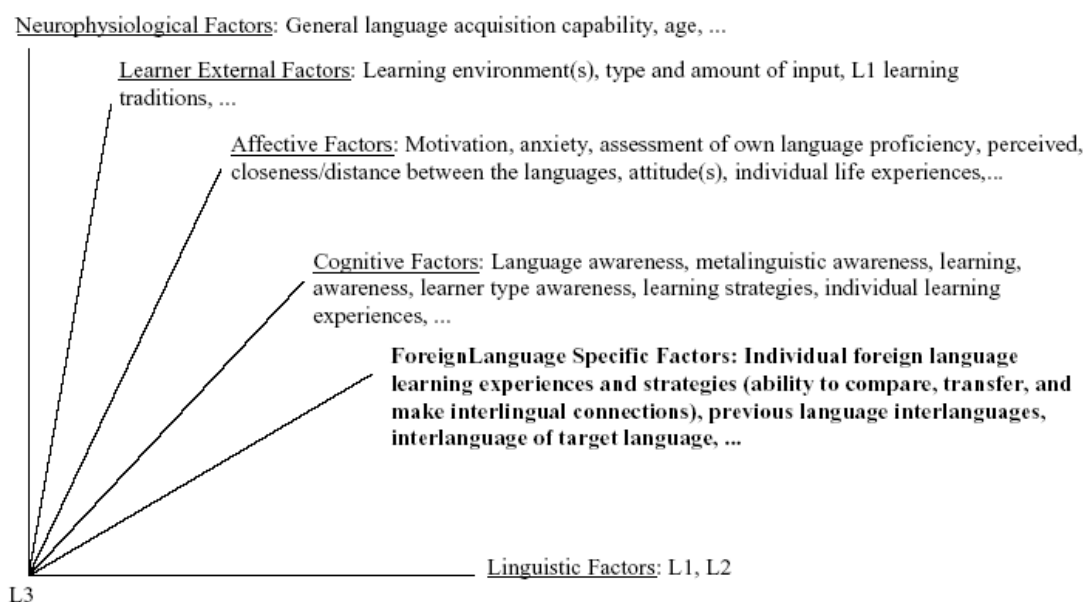 Neurophysiological Factors: General language acquisition capability, age, ...
Learner External Factors: Learning environment(s), type and amount of input, L1 learning
traditions, ...
Affective Factors: Motivation, anxiety, assessment of own language proficiency, perceived,
closeness/distance between the languages, attitude(s), individual life experiences,...
Cognitive Factors: Language awareness, metalinguistic awareness, learning,
awareness, learner type awareness, learning strategies, individual learning
experiences, ...
ForeignLanguage Specific Factors: Individual foreign language
learning experiences and strategies (ability to compare, transfer, and
make interlingual connections), previous language interlanguages,
interlanguage of target language, ...
Linguistic Factors: L1, L2
L3